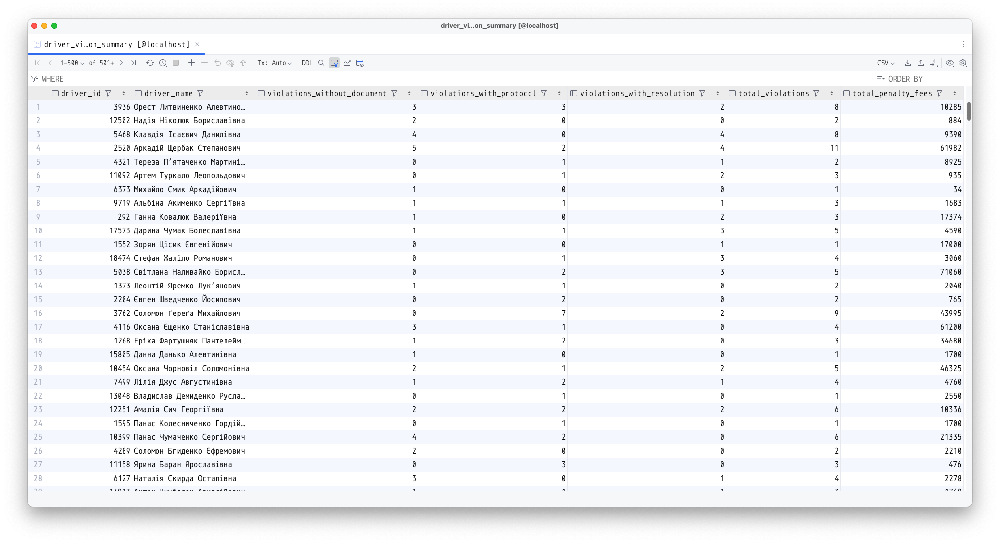 driver_vi...on_summary [@localhost]
driver_vi…on_summary [@localhost]
1-500 of 501+ Tx: Auto DDL CSV
WHERE ORDER BY
driver_id driver_name violations_without_document violations_with_protocol violations_with_resolution total_violations total_penalty_fees
1 3936 Орест Литвиненко Алевтино… 3 3 2 8 10285
2 12502 Надія Ніколюк Бориславівна 2 0 0 2 884
3 5468 Клавдія Ісаєвич Данилівна 4 0 4 8 9390
4 2520 Аркадій Щербак Степанович 5 2 4 11 61982
5 4321 Тереза Пʼятаченко Мартині… 0 1 1 2 8925
6 11092 Артем Туркало Леопольдович 0 1 2 3 935
7 6373 Михайло Смик Аркадійович 1 0 0 1 34
8 9719 Альбіна Акименко Сергіївна 1 1 1 3 1683
9 292 Ганна Ковалюк Валеріївна 1 0 2 3 17374
10 17573 Дарина Чумак Болеславівна 1 1 3 5 4590
11 1552 Зорян Цісик Євгенійович 0 0 1 1 17000
12 18474 Стефан Жаліло Романович 0 1 3 4 3060
13 5038 Світлана Наливайко Борисл… 0 2 3 5 71060
14 1373 Леонтій Яремко Лукʼянович 1 1 0 2 2040
15 2204 Євген Шведченко Йосипович 0 2 0 2 765
16 3762 Соломон Ґереґа Михайлович 0 7 2 9 43995
17 4116 Оксана Єщенко Станіславівна 3 1 0 4 61200
18 1268 Еріка Фартушняк Пантелейм… 1 2 0 3 34680
19 15805 Данна Данько Алевтинівна 1 0 0 1 1700
20 10454 Оксана Чорновіл Соломонівна 2 1 2 5 46325
21 7499 Лілія Джус Августинівна 1 2 1 4 4760
22 13048 Владислав Демиденко Русла… 0 1 0 1 2550
23 12251 Амалія Сич Георгіївна 2 2 2 6 10336
24 1595 Панас Колесниченко Гордій… 0 1 0 1 1700
25 10399 Панас Чумаченко Сергійович 4 2 0 6 21335
26 4289 Соломон Бгиденко Єфремович 2 0 0 2 2210
27 11158 Ярина Баран Ярославівна 0 3 0 3 476
28 6127 Наталія Скирда Остапівна 3 0 1 4 2278